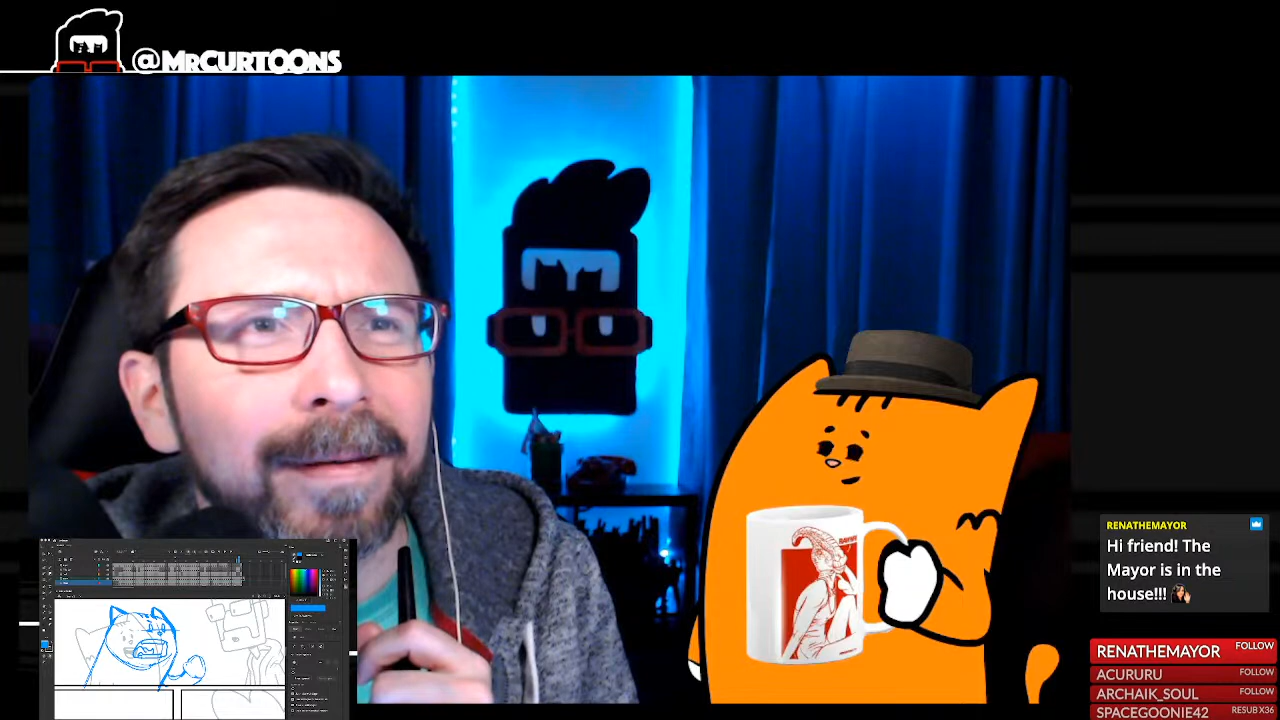 @MRCURTOONS
RENATHEMAYOR
Hi friend! The
Mayor is in the
house!!!
RENATHEMAYOR FOLLOW
ACURURU FOLLOW
ARCHAIK_SOUL FOLLOW
SPACEGOONIE42 RESUB X36